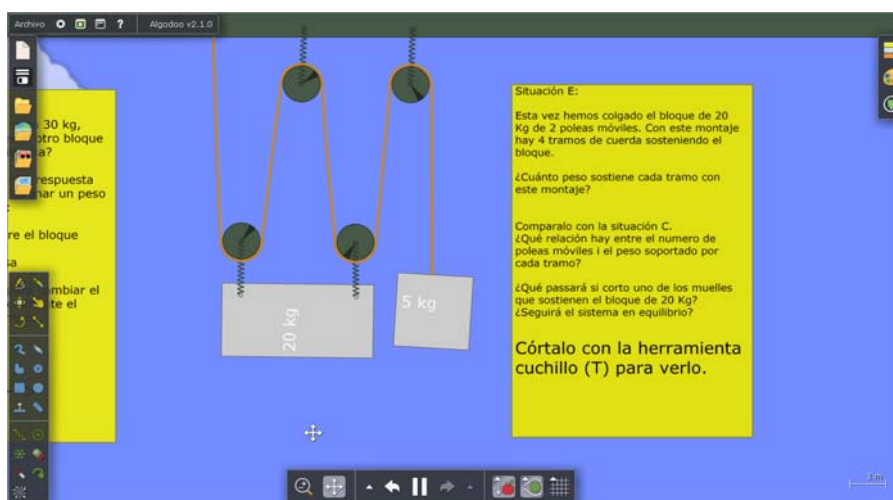 Archivo
?
Algodoo v2.1.0
30 kg,
otro bloque
a?
respuesta
nar un peso
:
re el bloque
sa
ambiar el
te el
20 kg
5 kg
Situación E:
Esta vez hemos colgado el bloque de 20
Kg de 2 poleas móviles. Con este montaje
hay 4 tramos de cuerda sosteniendo el
bloque.
¿Cuánto peso sostiene cada tramo con
este montaje?
Comparalo con la situación C.
¿Qué relación hay entre el numero de
poleas móviles i el peso soportado por
cada tramo?
¿Qué pasará si corto uno de los muelles
que sostienen el bloque de 20 Kg?
¿Seguirá el sistema en equilibrio?
Córtalo con la herramienta
cuchillo (T) para verlo.
1m